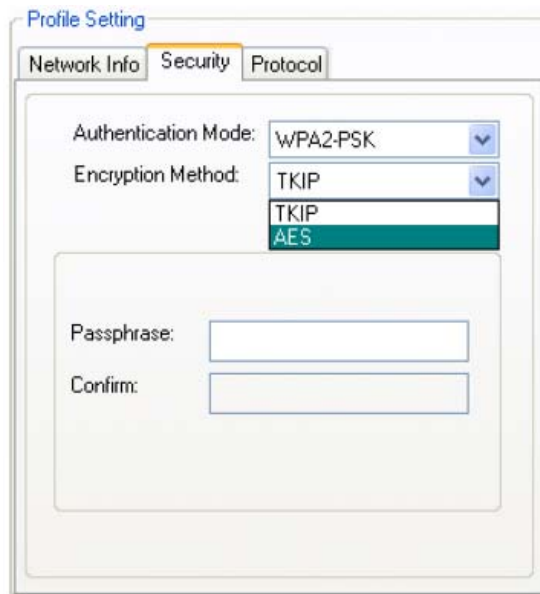 Profile Setting
Network Info Security Protocol
Authentication Mode: WPA2-PSK
Encryption Method: TKIP
TKIP
AES
Passphrase:
Confirm: